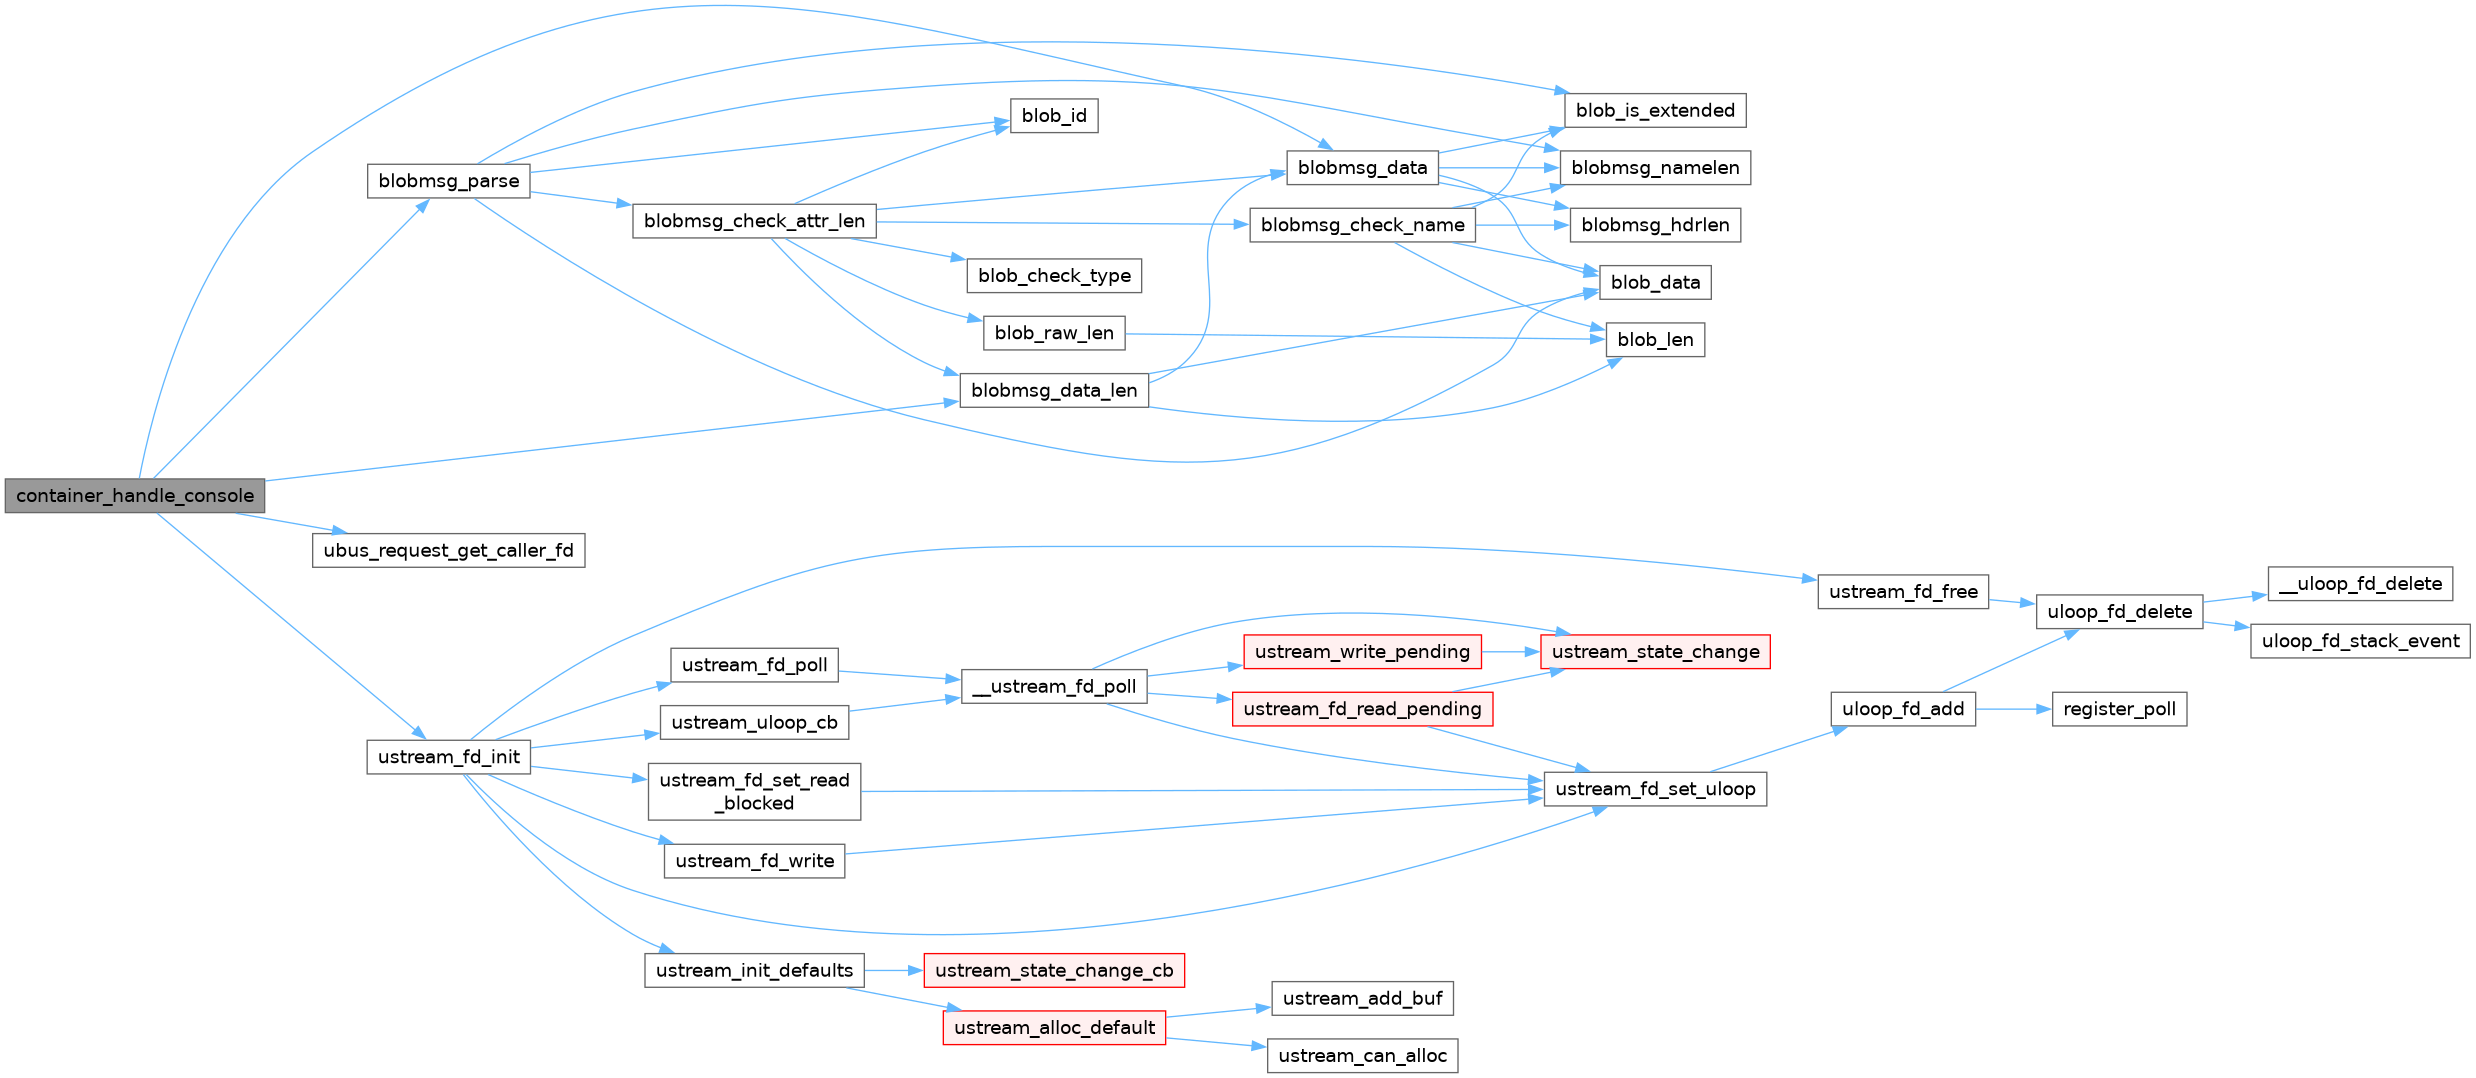 container_handle_console
blobmsg_parse
blobmsg_check_attr_len
blob_id
blobmsg_data
blob_is_extended
blobmsg_namelen
blobmsg_hdrlen
blobmsg_check_name
blob_check_type
blob_data
blob_raw_len
blob_len
blobmsg_data_len
ubus_request_get_caller_fd
ustream_fd_init
ustream_fd_free
uloop_fd_delete
__uloop_fd_delete
uloop_fd_stack_event
ustream_fd_poll
ustream_uloop_cb
__ustream_fd_poll
ustream_write_pending
ustream_state_change
ustream_fd_read_pending
uloop_fd_add
register_poll
ustream_fd_set_read
_blocked
ustream_fd_set_uloop
ustream_fd_write
ustream_init_defaults
ustream_state_change_cb
ustream_alloc_default
ustream_add_buf
ustream_can_alloc